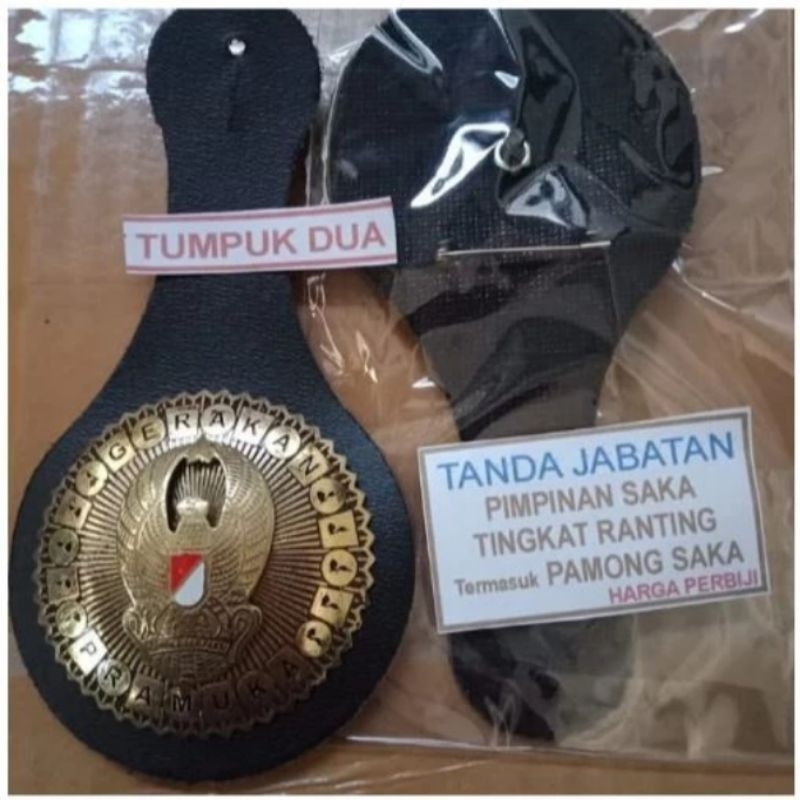 TUMPUK DUA
GERAKAN
PRAMUKA
TANDA JABATAN
PIMPINAN SAKA
TINGKAT RANTING
Termasuk PAMONG SAKA
HARGA PERBIJI